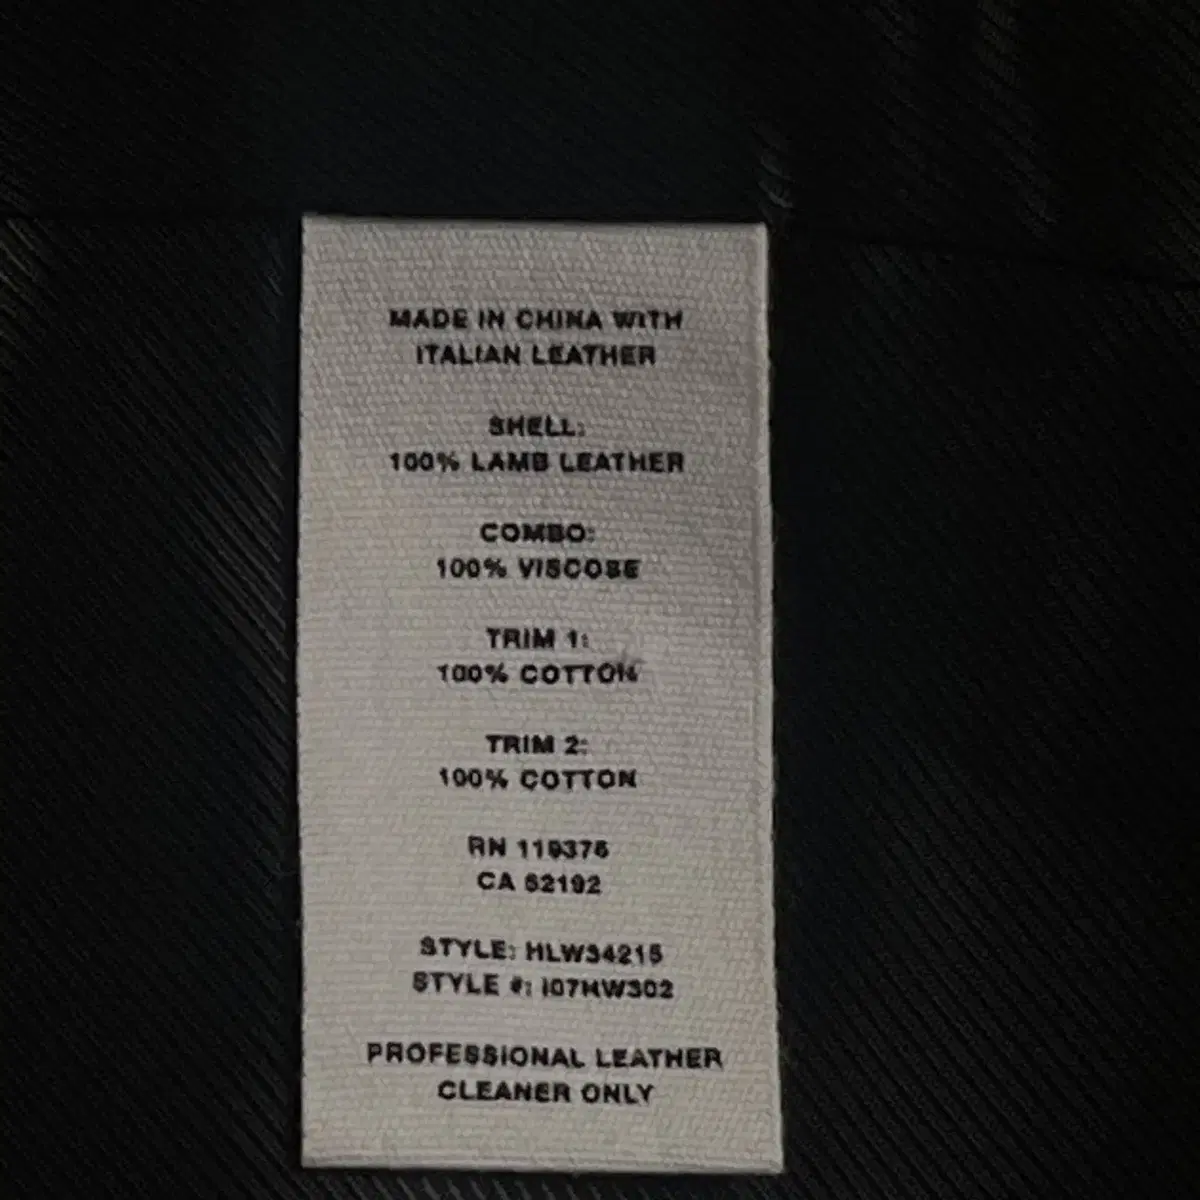 MADE IN CHINA WITH
ITALIAN LEATHER
SHELL:
100% LAMB LEATHER
COMBO:
100% VISCOSE
TRIM 1:
100% COTTON
TRIM 2:
100% COTTON
RN 119376
CA 52192
STYLE: HLW34215
STYLE #: I07HW302
PROFESSIONAL LEATHER
CLEANER ONLY